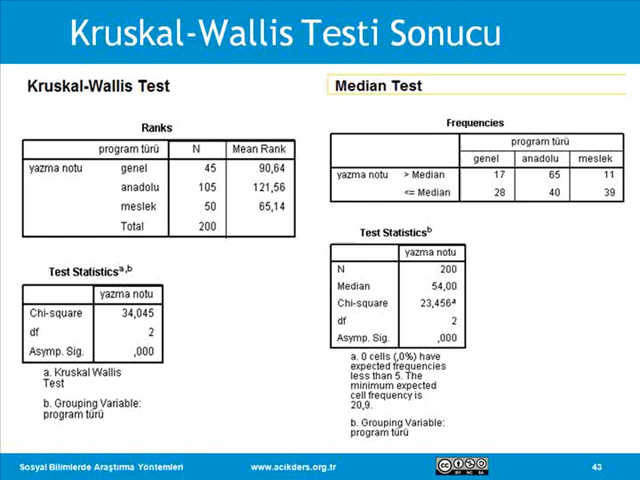 Kruskal-Wallis Testi Sonucu
Kruskal-Wallis Test
Ranks
program türü N Mean Rank
yazma notu genel 45 90,64
anadolu 105 121,56
meslek 50 65,14
Total 200
Test Statistics a,b
yazma notu
Chi-square 34,045
df 2
Asymp. Sig. ,000
a. Kruskal Wallis
Test
b. Grouping Variable:
program türü
Median Test
Frequencies
program türü
genel anadolu meslek
yazma notu > Median 17 65 11
<= Median 28 40 39
Test Statistics b
yazma notu
N 200
Median 54,00
Chi-square 23,456a
df 2
Asymp. Sig. ,000
a. 0 cells (,0%) have
expected frequencies
less than 5. The
minimum expected
cell frequency is
20,9.
b. Grouping Variable:
program türü
Sosyal Bilimlerde Araştırma Yöntemleri www.acikders.org.tr cc BY NC SA 43